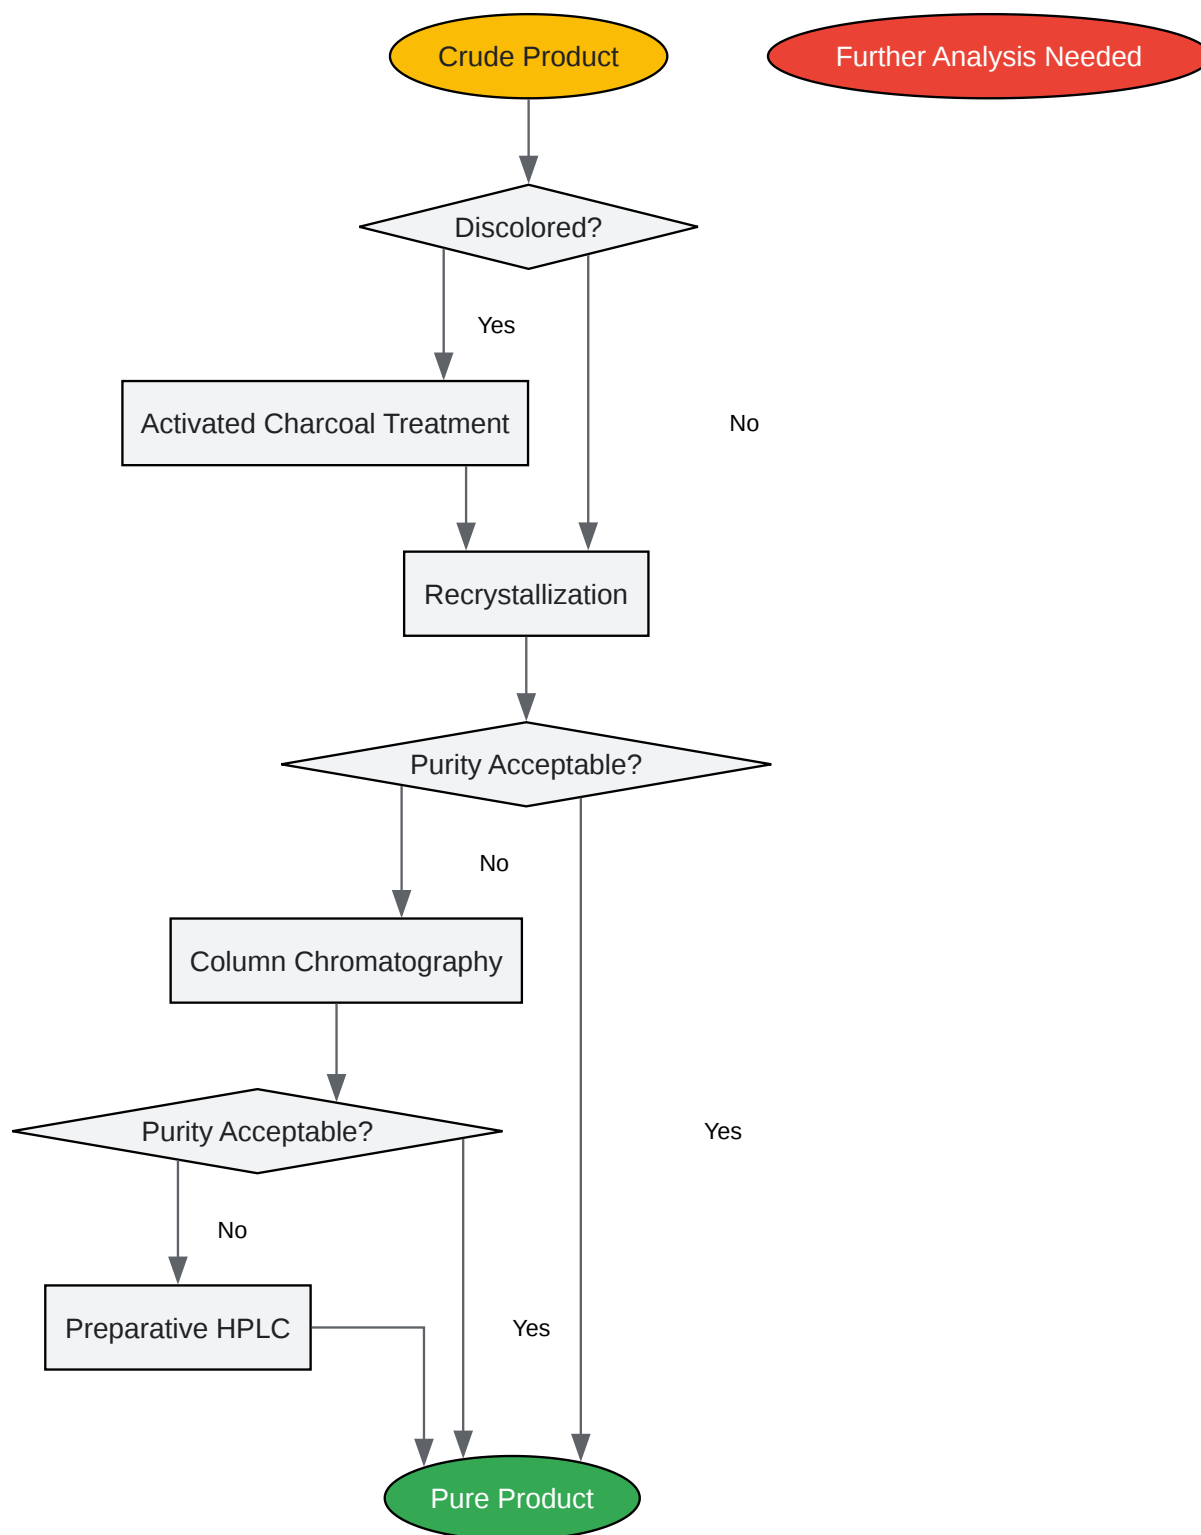 Crude Product
Further Analysis Needed
Discolored?
Yes
Activated Charcoal Treatment
No
Recrystallization
Purity Acceptable?
No
Column Chromatography
Purity Acceptable?
Yes
No
Preparative HPLC
Yes
Pure Product